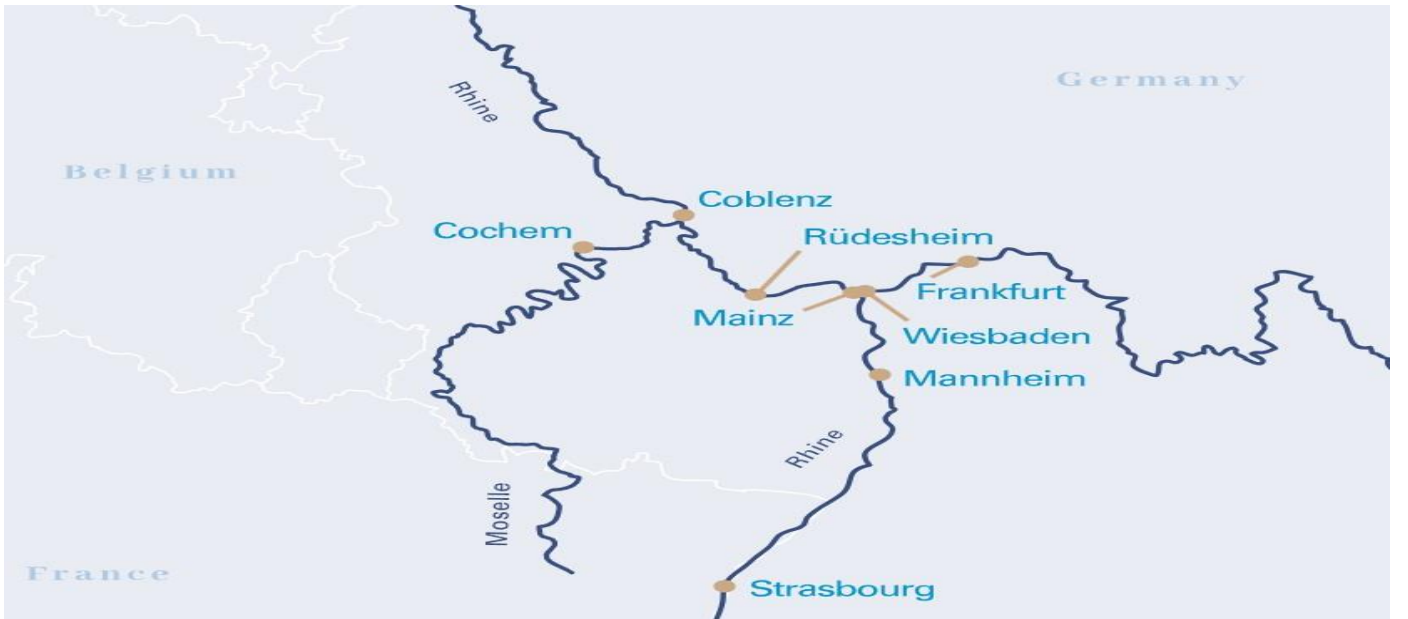 Germany
Rhine
Belgium
Coblenz
Cochem
Rüdesheim
Frankfurt
Mainz
Wiesbaden
Mannheim
Rhine
Moselle
France
Strasbourg